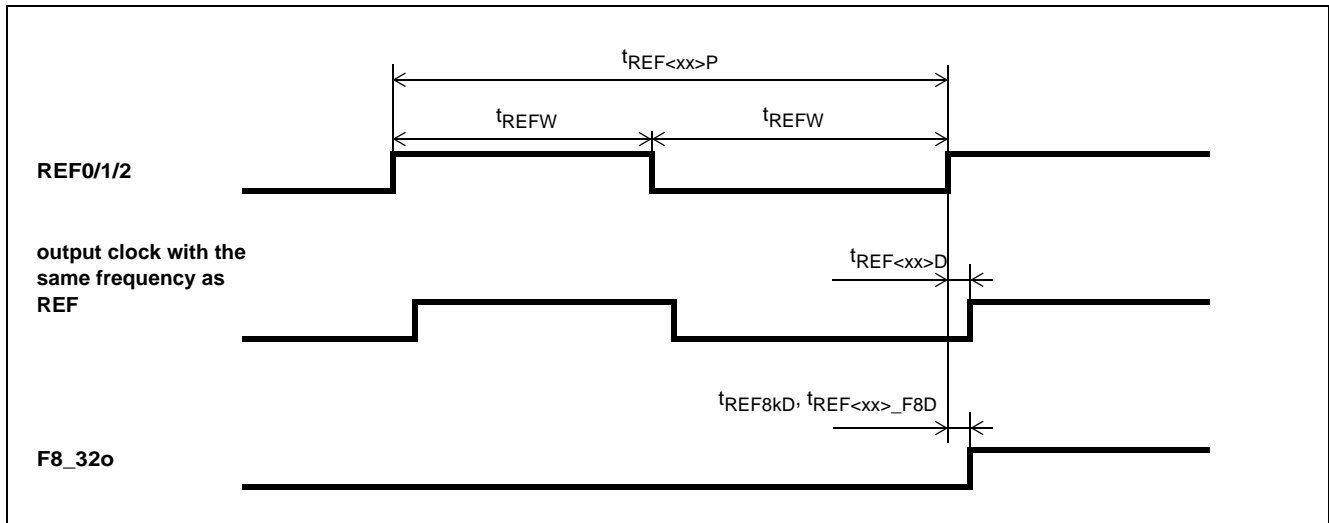 tREF<xx>P
tREFW
tREFW
REF0/1/2
output clock with the
same frequency as
REF
tREF<xx>D
tREF8kD, tREF<xx>_F8D
F8_32o